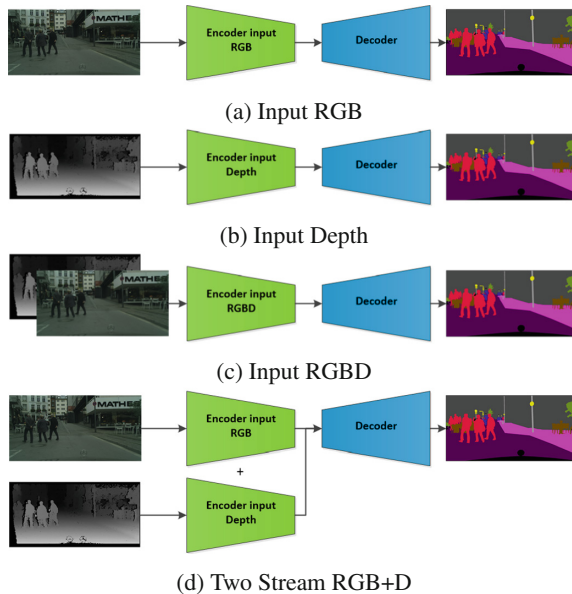 MATHES
Encoder input
RGB
Decoder
(a) Input RGB
Encoder input
Depth
Decoder
(b) Input Depth
MATHES
Encoder input
RGBD
Decoder
(c) Input RGBD
MATHES
Encoder input
RGB
Decoder
+
Encoder input
Depth
(d) Two Stream RGB+D